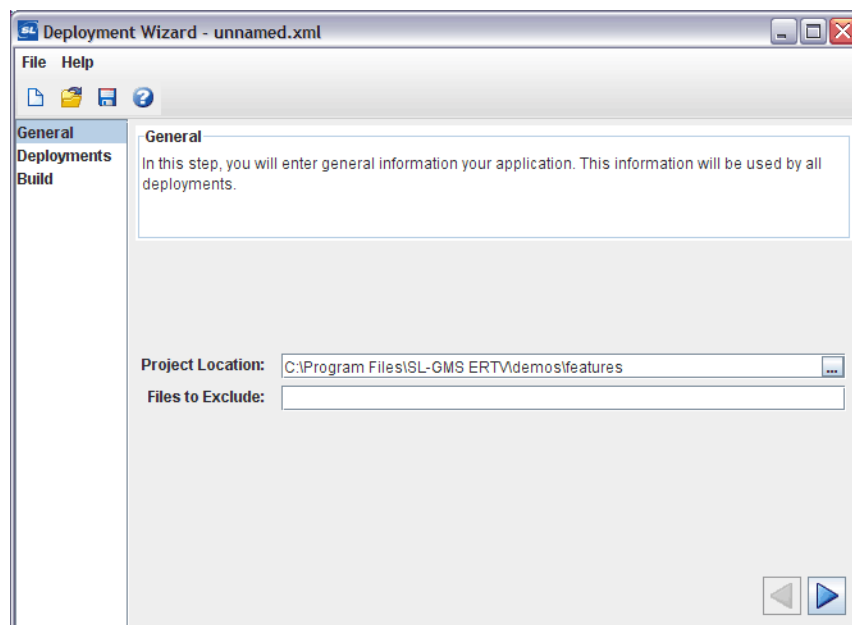 SL Deployment Wizard - unnamed.xml
File Help
General
Deployments
Build
General
In this step, you will enter general information your application. This information will be used by all
deployments.
Project Location: C:\Program Files\SL-GMS ERTV\demos\features ...
Files to Exclude: